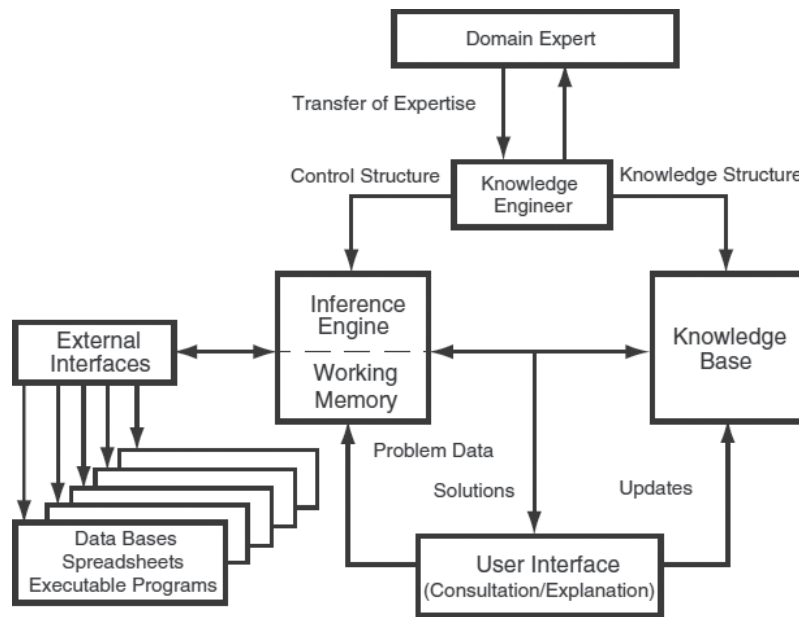 Domain Expert
Transfer of Expertise
Control Structure
Knowledge
Engineer
Knowledge Structure
External
Interfaces
Inference
Engine
Working
Memory
Knowledge
Base
Problem Data
Solutions
Updates
Data Bases
Spreadsheets
Executable Programs
User Interface
(Consultation/Explanation)